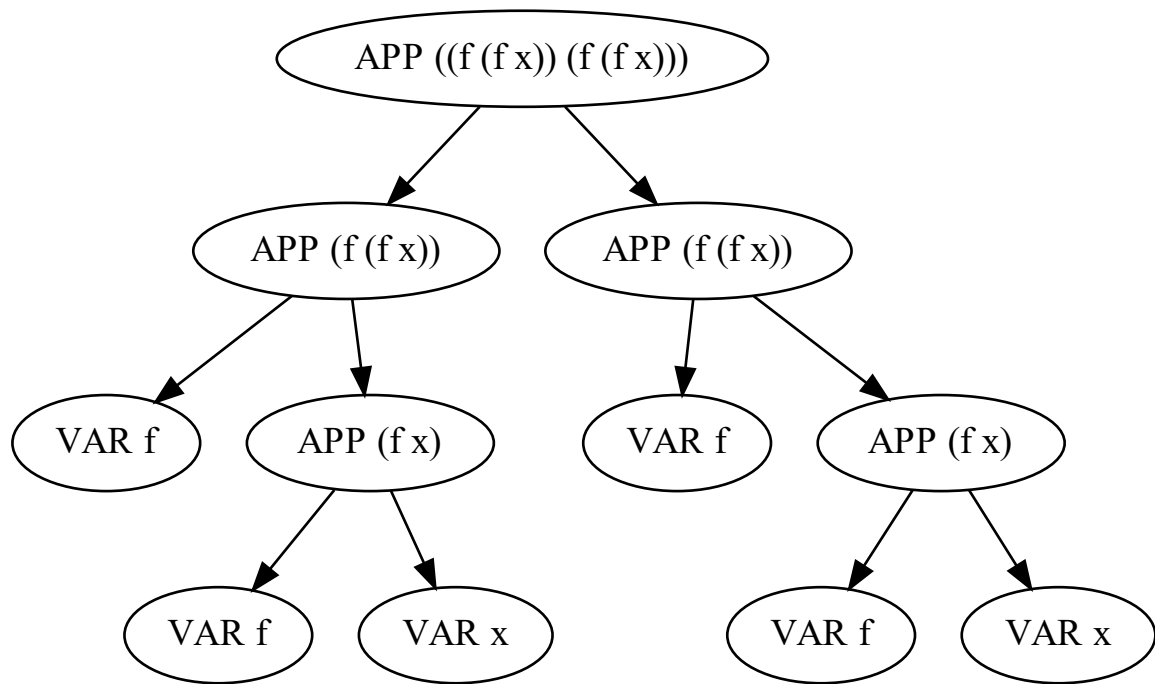 APP ((f (f x)) (f (f x)))
APP (f (f x))
APP (f (f x))
VAR f
APP (f x)
VAR f
APP (f x)
VAR f
VAR x
VAR f
VAR x